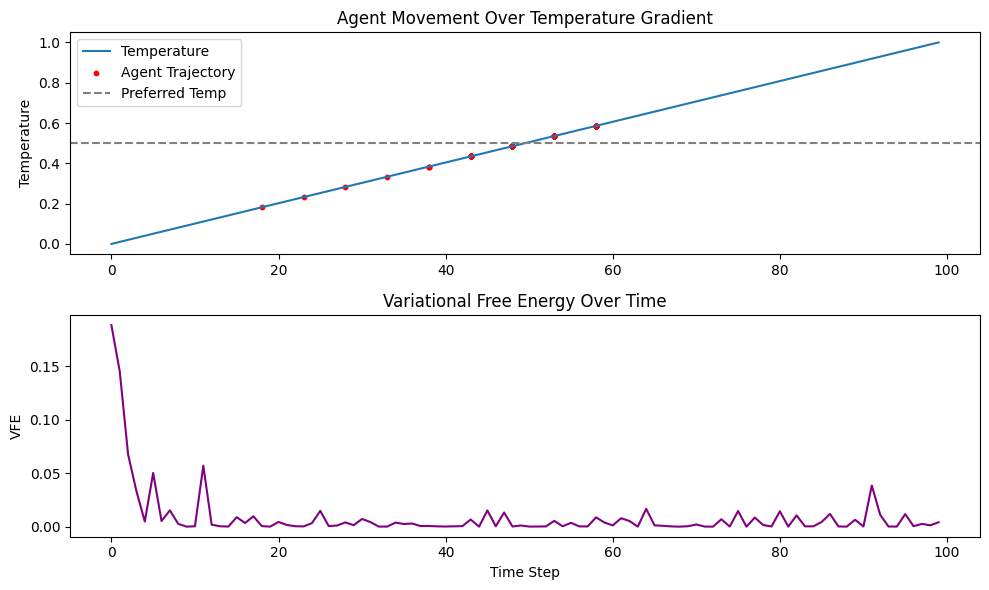 Agent Movement Over Temperature Gradient
Temperature
1.0
0.8
0.6
0.4
0.2
0.0
Temperature
Agent Trajectory
Preferred Temp
0 20 40 60 80 100
Variational Free Energy Over Time
VFE
0.15
0.10
0.05
0.00
0 20 40 60 80 100
Time Step